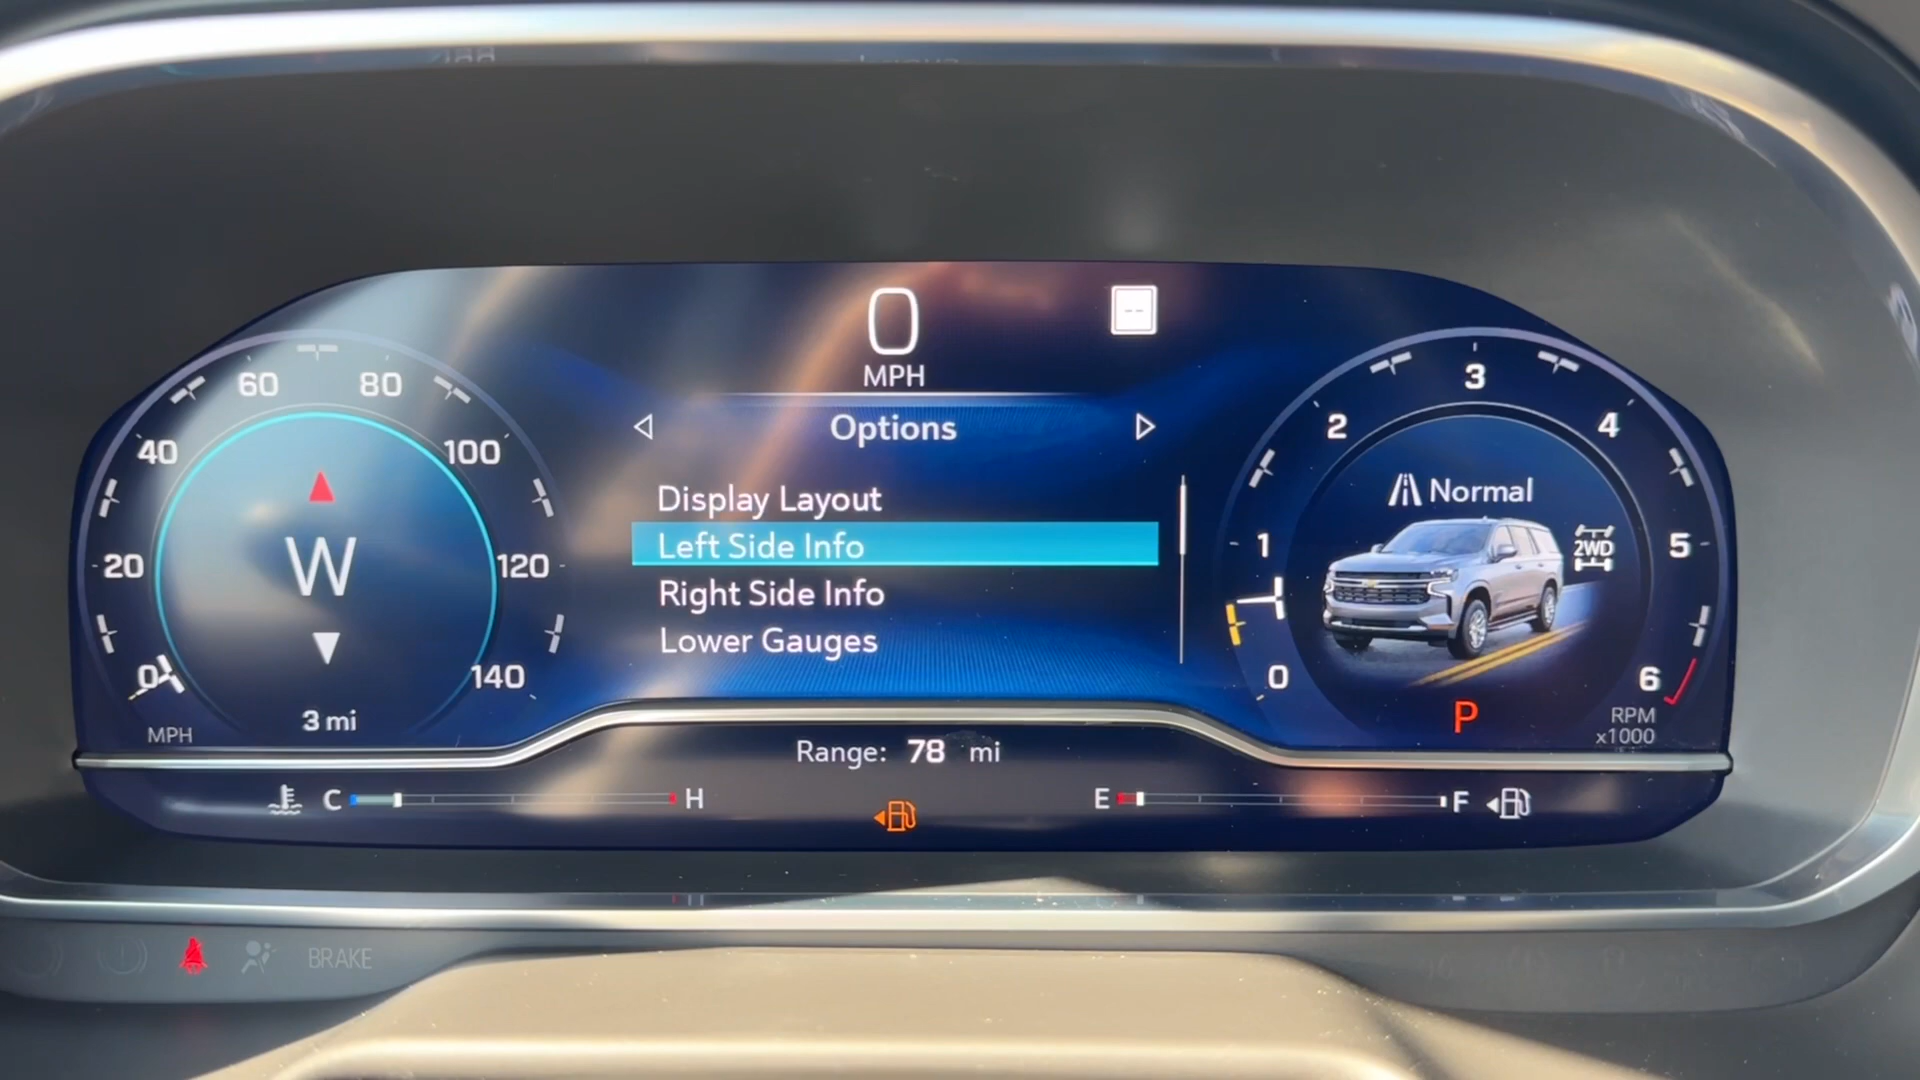 0
MPH
--
Options
Display Layout
Left Side Info
Right Side Info
Lower Gauges
0
20
40
60
80
100
120
140
W
3 mi
MPH
0
1
2
3
4
5
6
Normal
2WD
P
RPM
x1000
Range: 78 mi
C
H
E
F
BRAKE